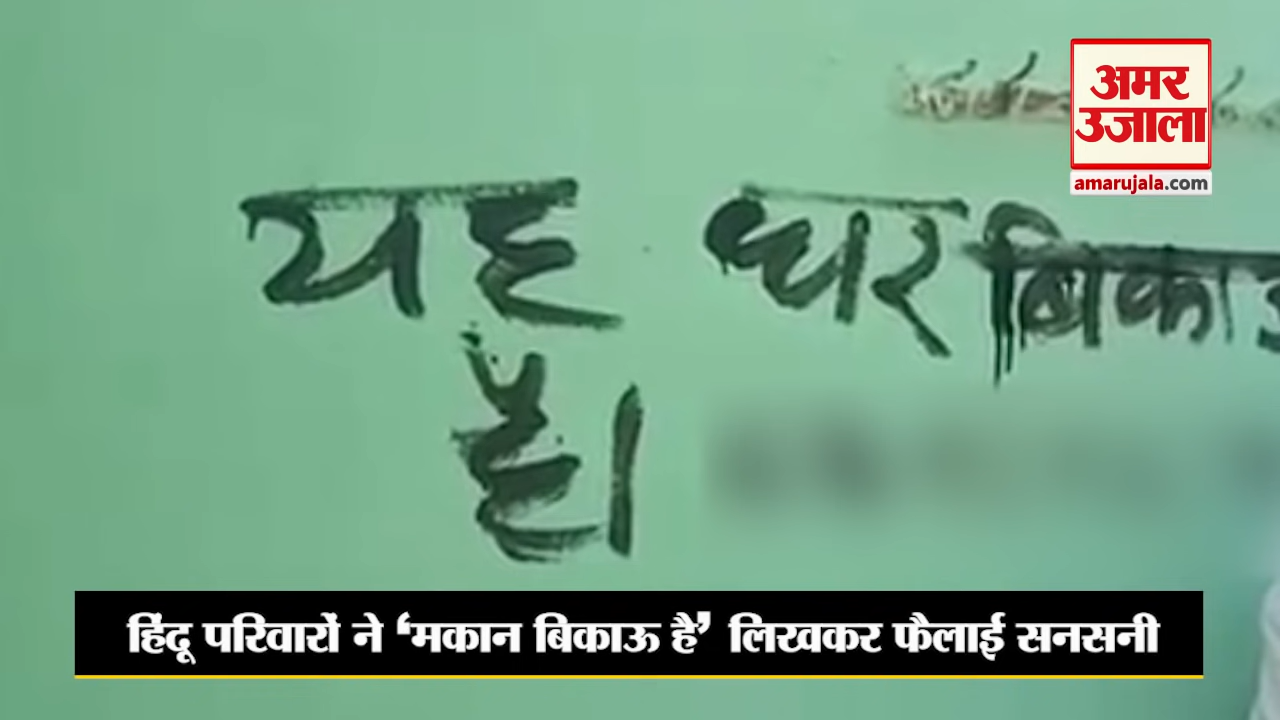 अमर
उजाला
amarujala.com
यह घर बिकाऊ
है।
हिंदू परिवारों ने ‘मकान बिकाऊ है’ लिखकर फैलाई सनसनी